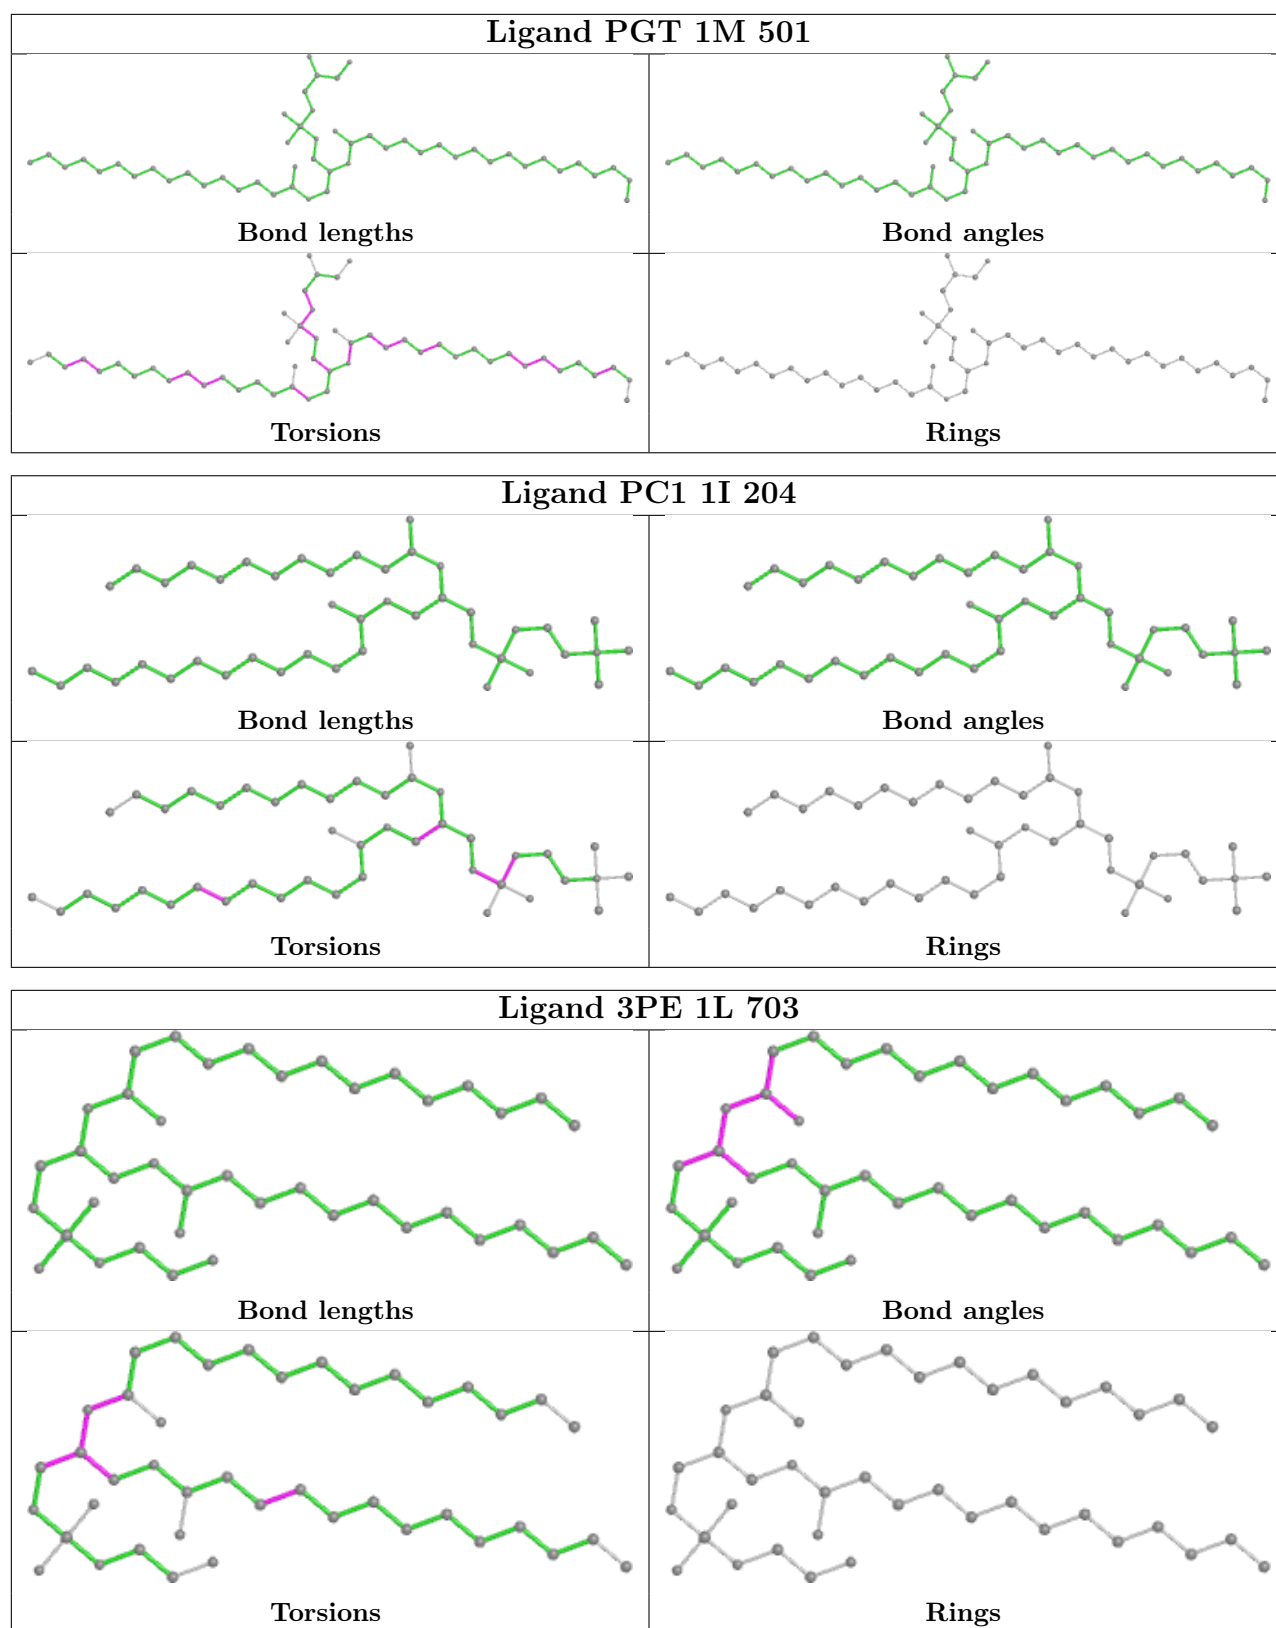 Ligand PGT 1M 501
Bond lengths
Bond angles
Torsions
Rings
Ligand PC1 1I 204
Bond lengths
Bond angles
Torsions
Rings
Ligand 3PE 1L 703
Bond lengths
Bond angles
Torsions
Rings